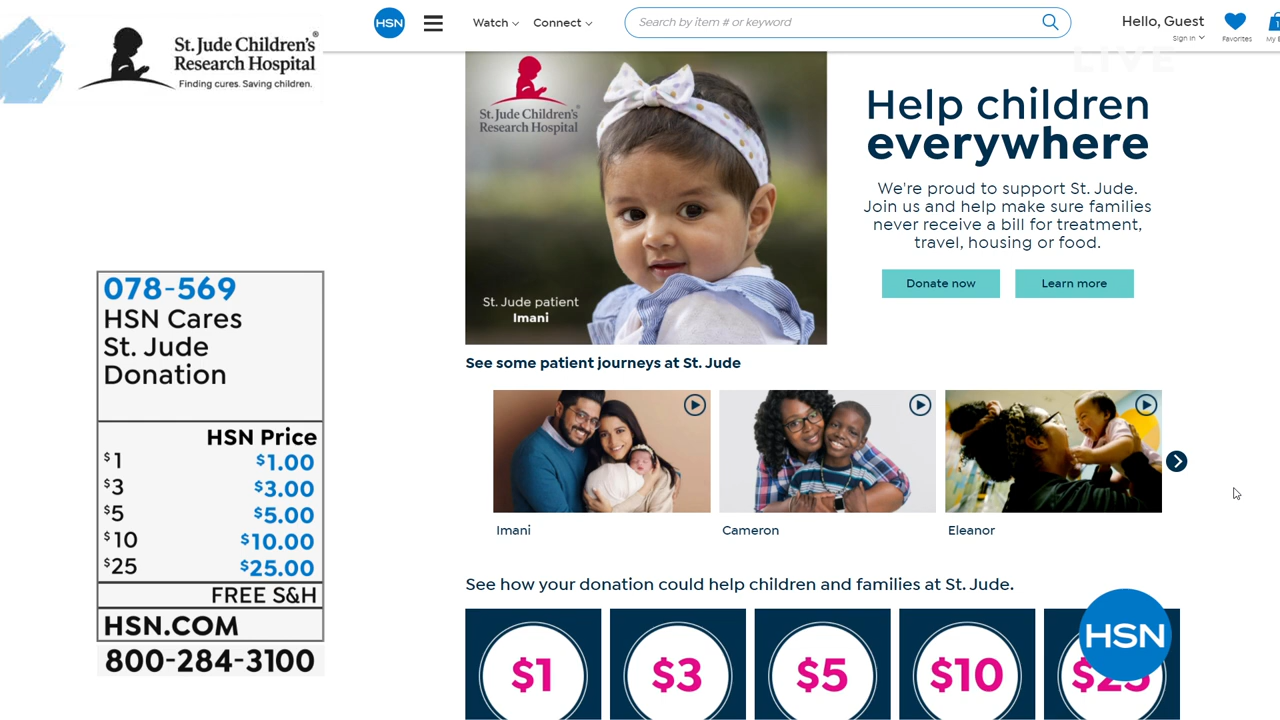 St. Jude Children's®
Research Hospital
Finding cures. Saving children.
078-569
HSN Cares
St. Jude
Donation
HSN Price
$1 $1.00
$3 $3.00
$5 $5.00
$10 $10.00
$25 $25.00
FREE S&H
HSN.COM
800-284-3100
HSN
Watch
Connect
Search by item # or keyword
Hello, Guest
Sign In
Favorites
LIVE
St. Jude Children's®
Research Hospital
St. Jude patient
Imani
Help children
everywhere
We're proud to support St. Jude.
Join us and help make sure families
never receive a bill for treatment,
travel, housing or food.
Donate now
Learn more
See some patient journeys at St. Jude
Imani
Cameron
Eleanor
See how your donation could help children and families at St. Jude.
$1
$3
$5
$10
$25
HSN